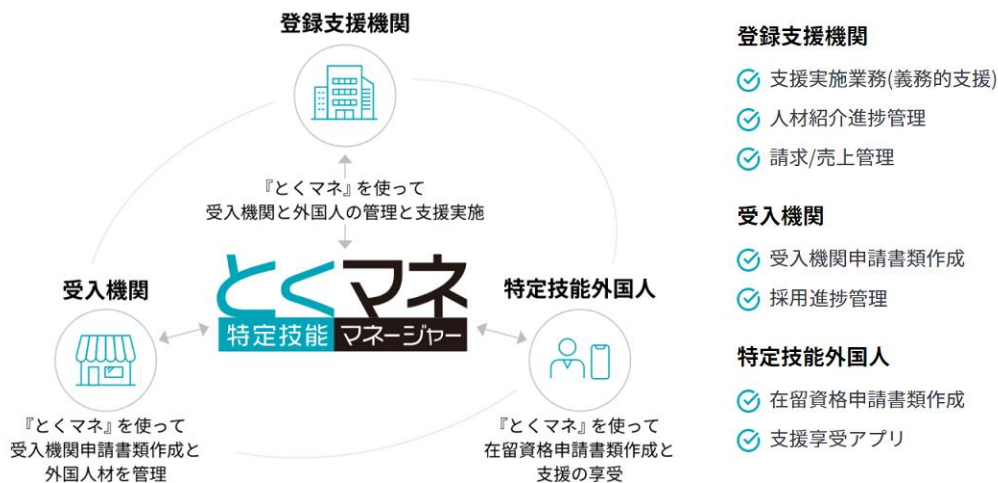 登録支援機関
『とくマネ』を使って
受入機関と外国人の管理と支援実施
とくマネ
特定技能 マネージャー
受入機関
『とくマネ』を使って
受入機関申請書類作成と
外国人材を管理
特定技能外国人
『とくマネ』を使って
在留資格申請書類作成と
支援の享受
登録支援機関
支援実施業務(義務的支援)
人材紹介進捗管理
請求/売上管理
受入機関
受入機関申請書類作成
採用進捗管理
特定技能外国人
在留資格申請書類作成
支援享受アプリ